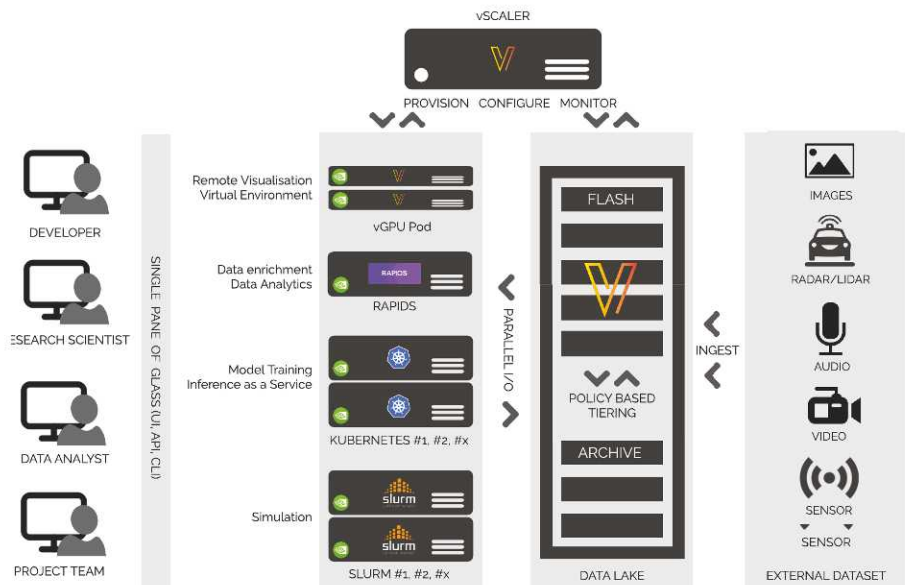 vSCALER
PROVISION CONFIGURE MONITOR
DEVELOPER
ESEARCH SCIENTIST
DATA ANALYST
PROJECT TEAM
SINGLE PANE OF GLASS (UI, API, CLI)
Remote Visualisation
Virtual Environment
vGPU Pod
Data enrichment
Data Analytics
RAPIDS
RAPIDS
Model Training
Inference as a Service
KUBERNETES #1, #2, #x
Simulation
slurm
slurm
SLURM #1, #2, #x
PARALLEL I/O
FLASH
POLICY BASED
TIERING
ARCHIVE
DATA LAKE
INGEST
IMAGES
RADAR/LIDAR
AUDIO
VIDEO
SENSOR
SENSOR
EXTERNAL DATASET